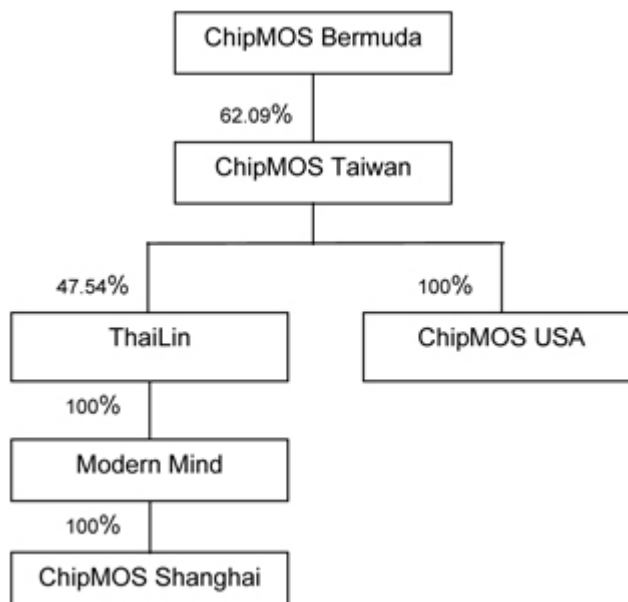 ChipMOS Bermuda
62.09%
ChipMOS Taiwan
47.54%
100%
ThaiLin
ChipMOS USA
100%
Modern Mind
100%
ChipMOS Shanghai